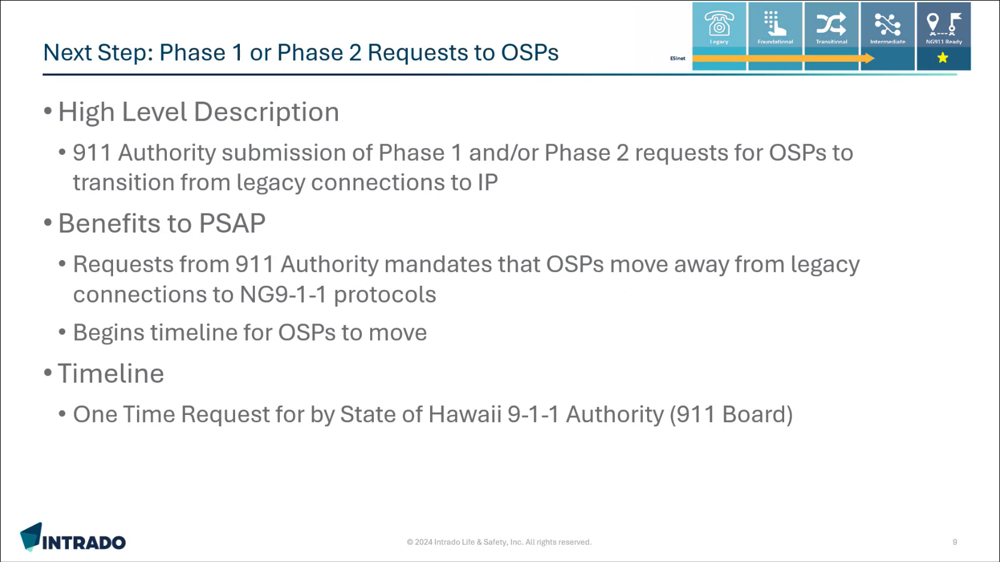 Legacy
Foundational
Transitional
Intermediate
NG911 Ready
Next Step: Phase 1 or Phase 2 Requests to OSPs
ESInet
• High Level Description
• 911 Authority submission of Phase 1 and/or Phase 2 requests for OSPs to
transition from legacy connections to IP
• Benefits to PSAP
• Requests from 911 Authority mandates that OSPs move away from legacy
connections to NG9-1-1 protocols
• Begins timeline for OSPs to move
• Timeline
• One Time Request for by State of Hawaii 9-1-1 Authority (911 Board)
INTRADO
© 2024 Intrado Life & Safety, Inc. All rights reserved.
9